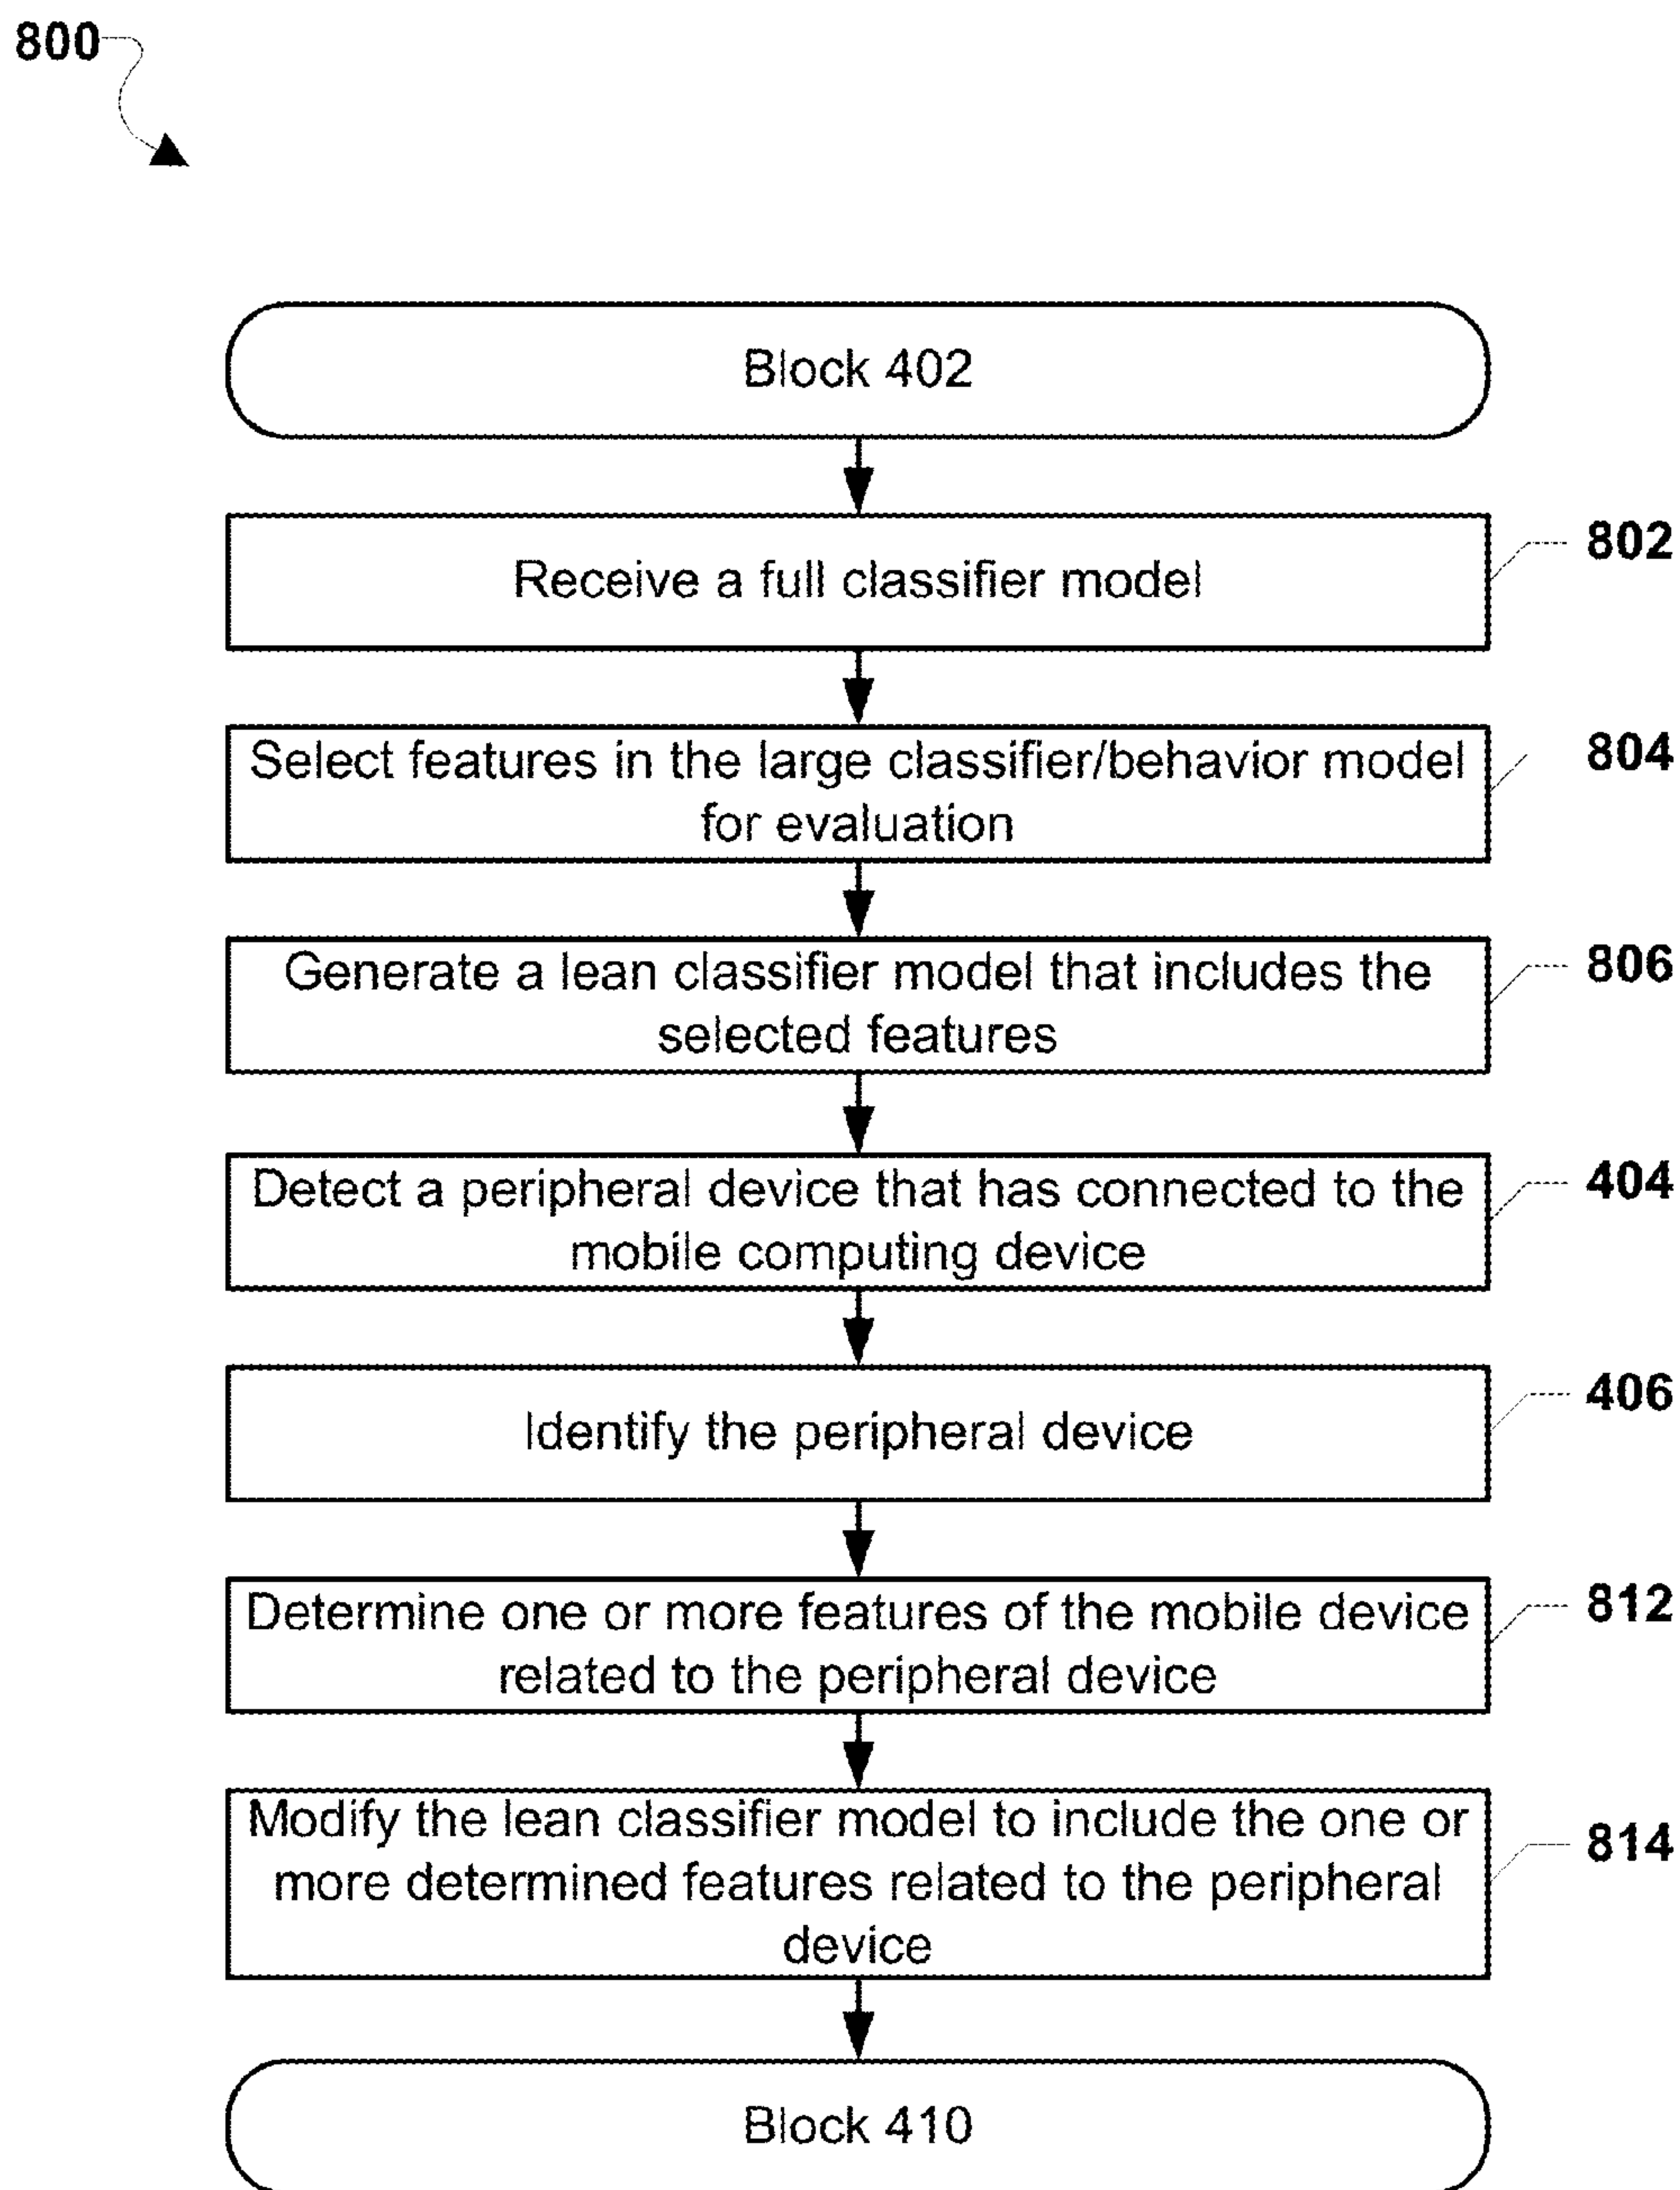 800
Block 402
Receive a full classifier model
802
Select features in the large classifier/behavior model
for evaluation
804
Generate a lean classifier model that includes the
selected features
806
Detect a peripheral device that has connected to the
mobile computing device
404
Identify the peripheral device
406
Determine one or more features of the mobile device
related to the peripheral device
812
Modify the lean classifier model to include the one or
more determined features related to the peripheral
device
814
Block 410